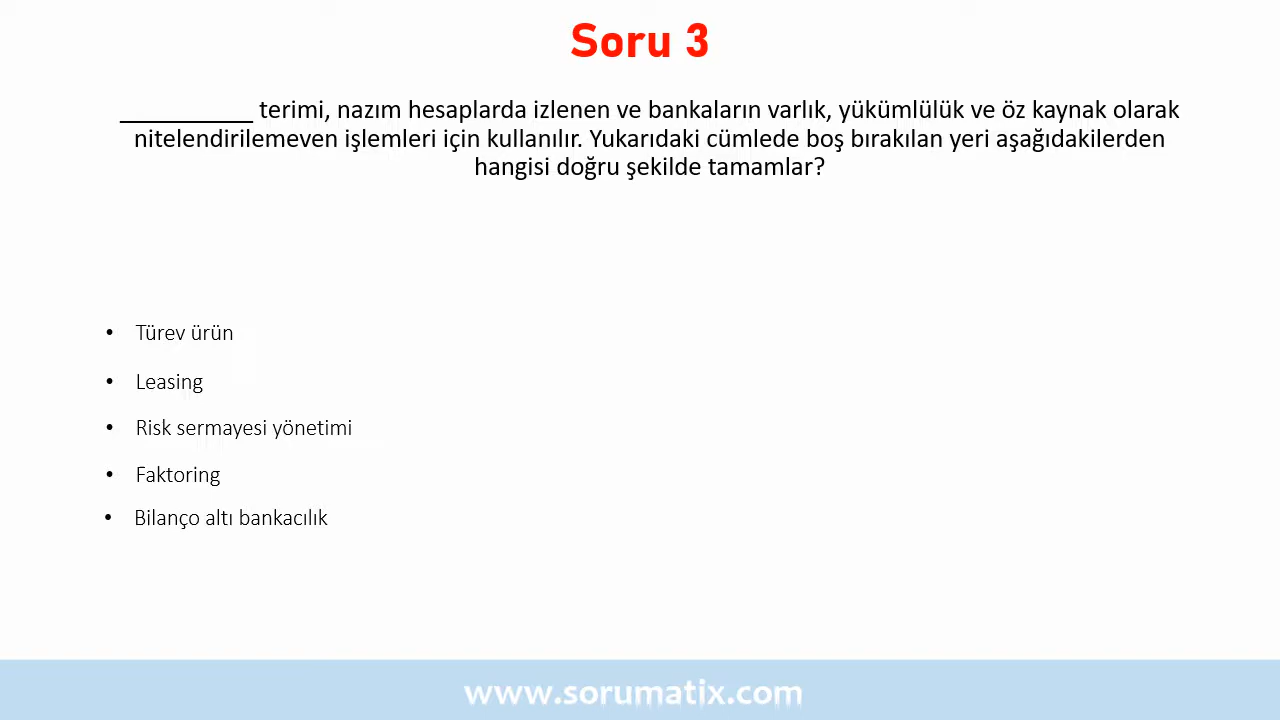 Soru 3
__________ terimi, nazım hesaplarda izlenen ve bankaların varlık, yükümlülük ve öz kaynak olarak
nitelendirilemeven işlemleri için kullanılır. Yukarıdaki cümlede boş bırakılan yeri aşağıdakilerden
hangisi doğru şekilde tamamlar?
• Türev ürün
• Leasing
• Risk sermayesi yönetimi
• Faktoring
• Bilanço altı bankacılık
www.sorumatix.com